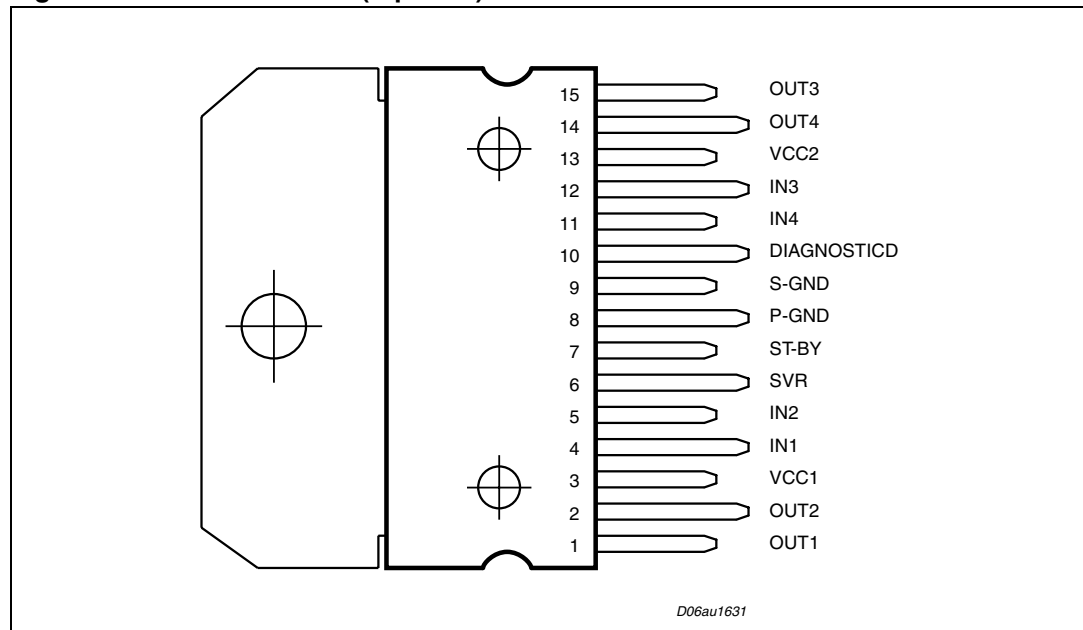 15 OUT3
14 OUT4
13 VCC2
12 IN3
11 IN4
10 DIAGNOSTICD
9 S-GND
8 P-GND
7 ST-BY
6 SVR
5 IN2
4 IN1
3 VCC1
2 OUT2
1 OUT1
D06au1631